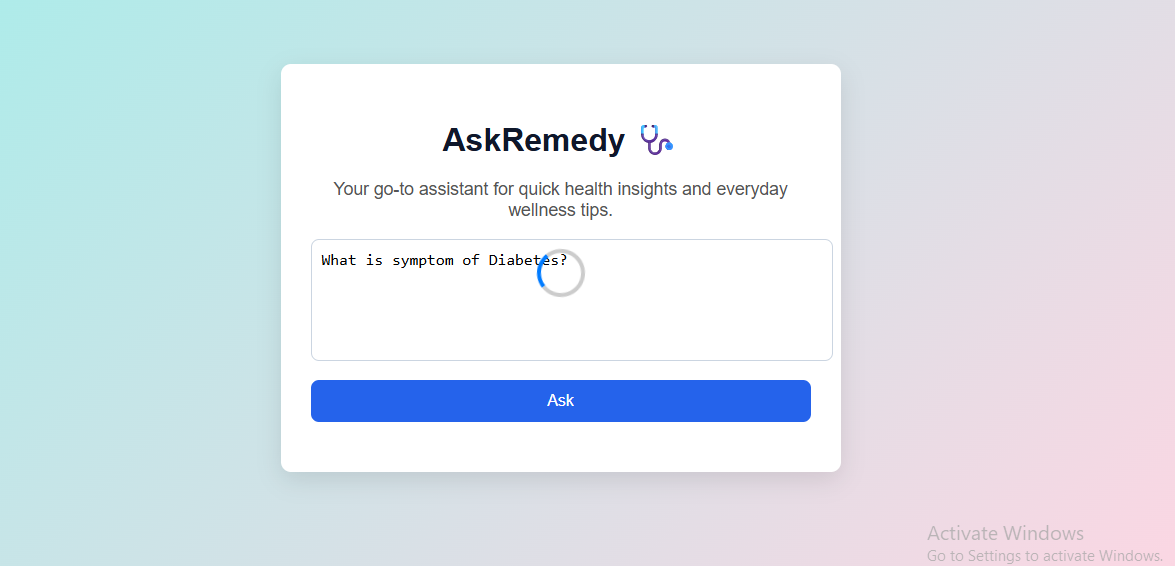 AskRemedy
Your go-to assistant for quick health insights and everyday
wellness tips.
What is symptom of Diabetes?
Ask
Activate Windows
Go to Settings to activate Windows.